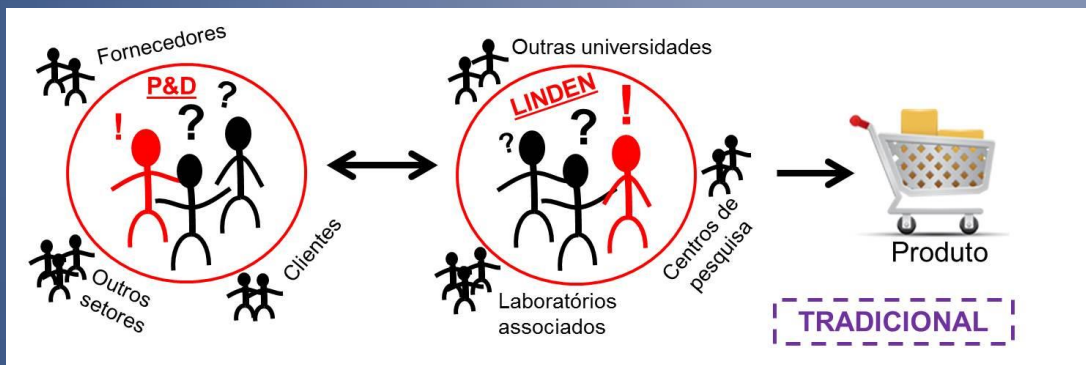 Fornecedores
P&D
! ? ?
Outros
setores
Clientes
Outras universidades
LINDEN
? ? !
Centros de
pesquisa
Laboratórios
associados
Produto
TRADICIONAL